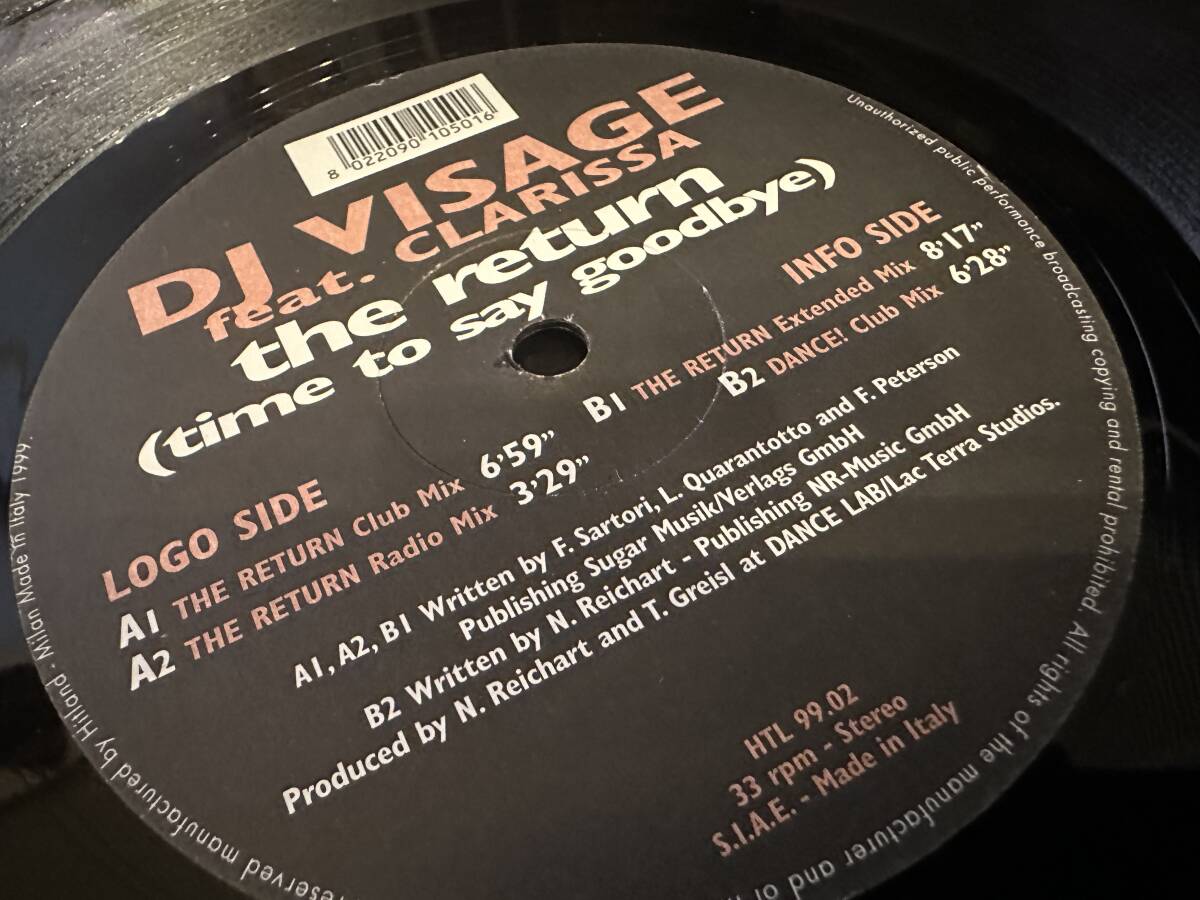 8 022090 105016
DJ VISAGE
feat. CLARISSA
the return
(time to say goodbye)
LOGO SIDE
A1 THE RETURN Club Mix 6'59"
A2 THE RETURN Radio Mix 3'29"
INFO SIDE
B1 THE RETURN Extended Mix 8'17"
B2 DANCE! Club Mix 6'28"
A1, A2, B1 Written by F. Sartori, L. Quarantotto and F. Peterson
Publishing Sugar Musik/Verlags GmbH
B2 Written by N. Reichart - Publishing NR-Music GmbH
Produced by N. Reichart and T. Greisl at DANCE LAB/Lac Terra Studios.
HTL 99.02
33 rpm - Stereo
S.I.A.E. - Made in Italy
Unauthorized public performance broadcasting copying and rental prohibited. All rights of the manufacturer and of
reserved manufactured by Hitland - Milan Made in Italy 1999.